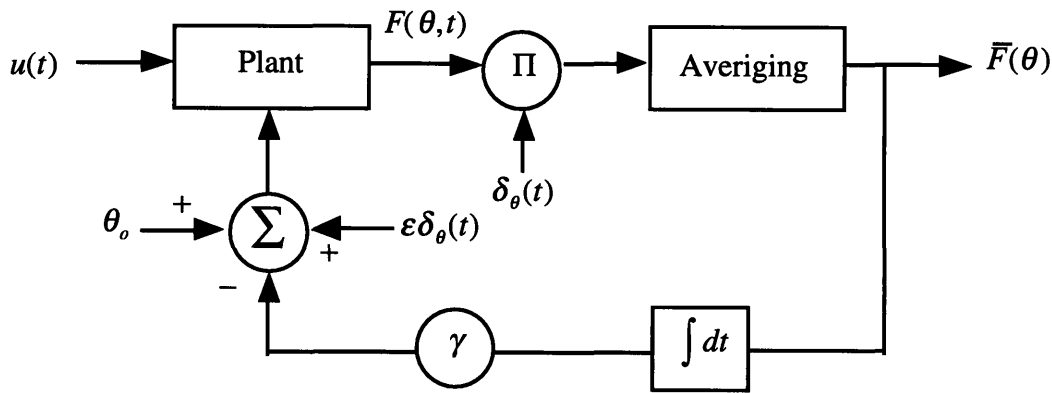 F(θ,t)
u(t)
Plant
Π
Averiging
F̿(θ)
δ_θ(t)
θ_o
+
Σ
εδ_θ(t)
+
−
γ
∫ dt